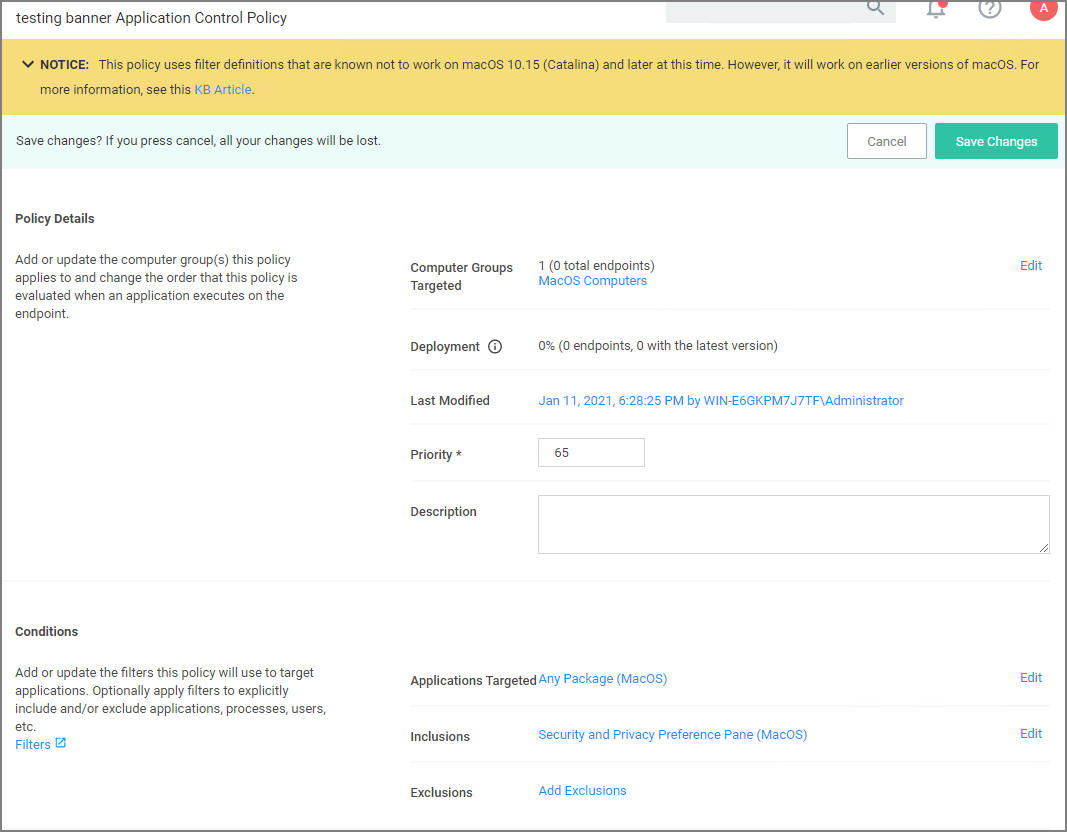 testing banner Application Control Policy
A
NOTICE: This policy uses filter definitions that are known not to work on macOS 10.15 (Catalina) and later at this time. However, it will work on earlier versions of macOS. For
more information, see this KB Article.
Save changes? If you press cancel, all your changes will be lost.
Cancel
Save Changes
Policy Details
Add or update the computer group(s) this policy
applies to and change the order that this policy is
evaluated when an application executes on the
endpoint.
Computer Groups
Targeted
1 (0 total endpoints)
MacOS Computers
Edit
Deployment
0% (0 endpoints, 0 with the latest version)
Last Modified
Jan 11, 2021, 6:28:25 PM by WIN-E6GKPM7J7TF\Administrator
Priority *
65
Description
Conditions
Add or update the filters this policy will use to target
applications. Optionally apply filters to explicitly
include and/or exclude applications, processes, users,
etc.
Filters
Applications Targeted
Any Package (MacOS)
Edit
Inclusions
Security and Privacy Preference Pane (MacOS)
Edit
Exclusions
Add Exclusions